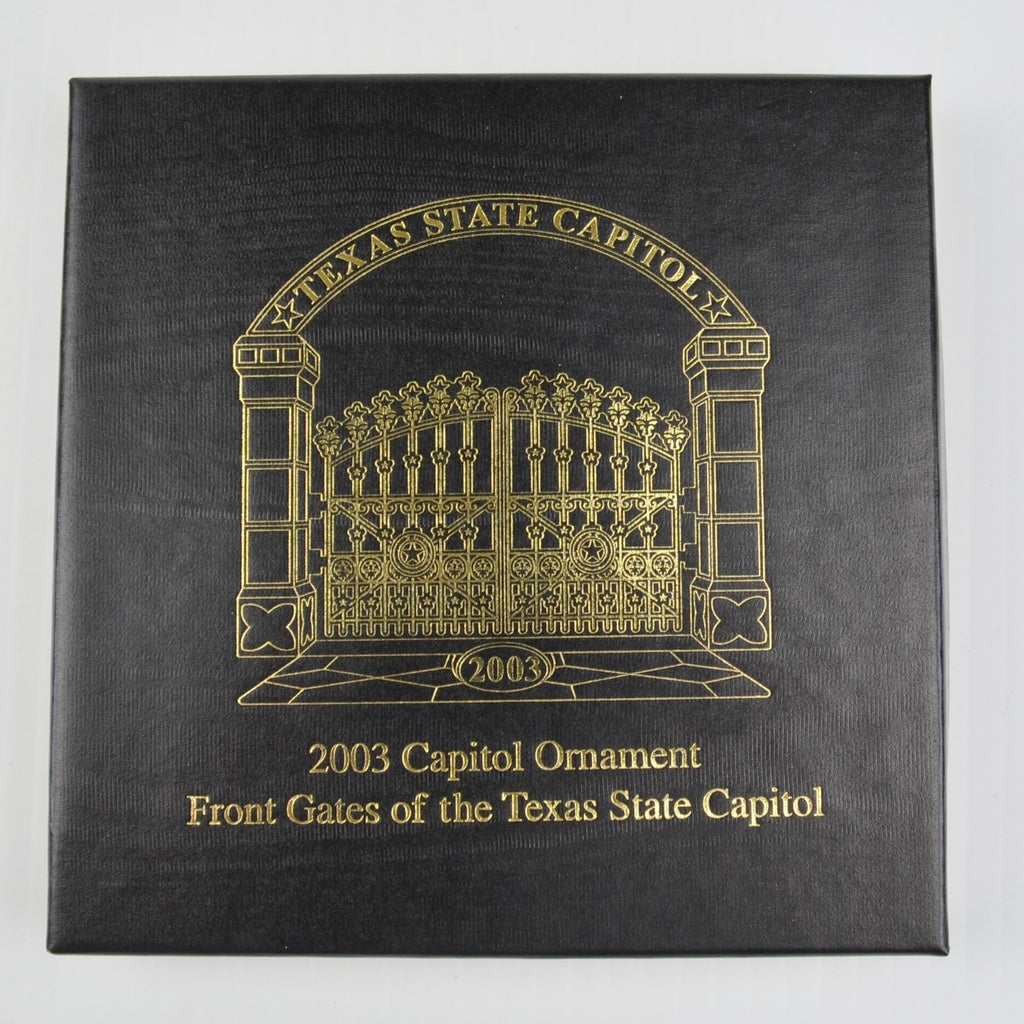 TEXAS STATE CAPITOL
2003
2003 Capitol Ornament
Front Gates of the Texas State Capitol